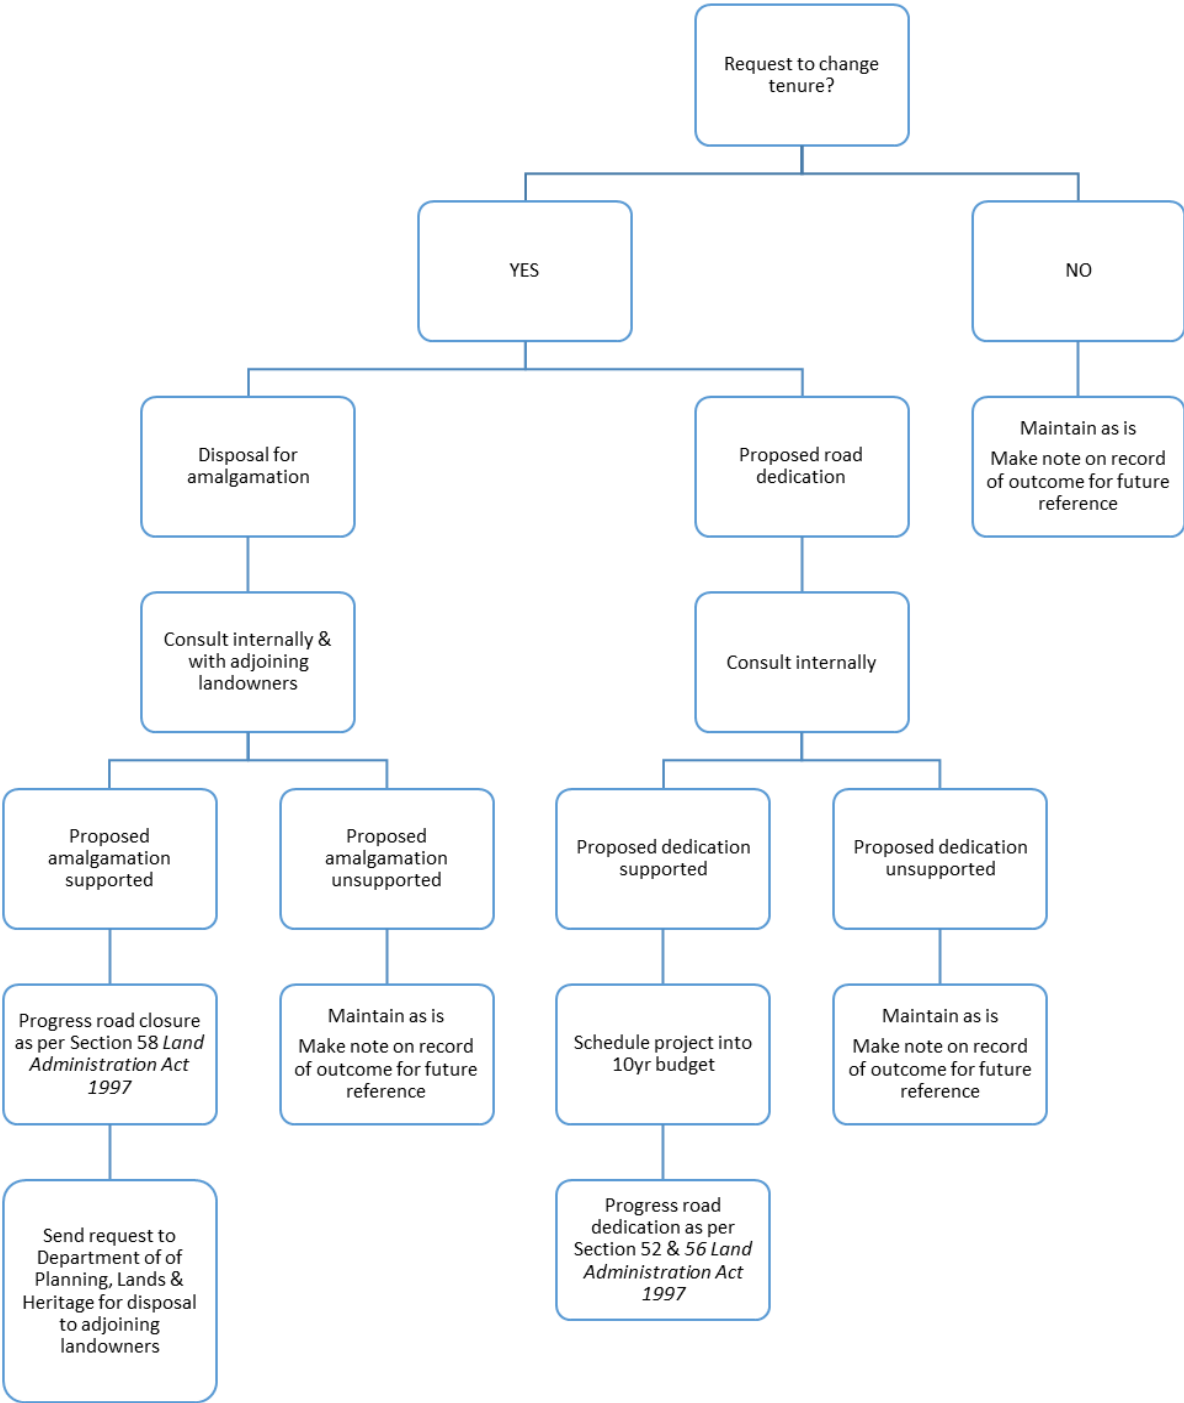 Request to change
tenure?
YES
NO
Disposal for
amalgamation
Proposed road
dedication
Maintain as is
Make note on record
of outcome for future
reference
Consult internally &
with adjoining
landowners
Consult internally
Proposed
amalgamation
supported
Proposed
amalgamation
unsupported
Proposed dedication
supported
Proposed dedication
unsupported
Progress road closure
as per Section 58 Land
Administration Act
1997
Maintain as is
Make note on record
of outcome for future
reference
Schedule project into
10yr budget
Maintain as is
Make note on record
of outcome for future
reference
Send request to
Department of of
Planning, Lands &
Heritage for disposal
to adjoining
landowners
Progress road
dedication as per
Section 52 & 56 Land
Administration Act
1997